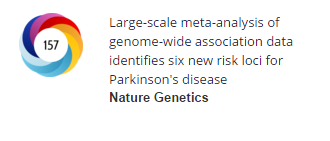 157
Large-scale meta-analysis of
genome-wide association data
identifies six new risk loci for
Parkinson's disease
Nature Genetics